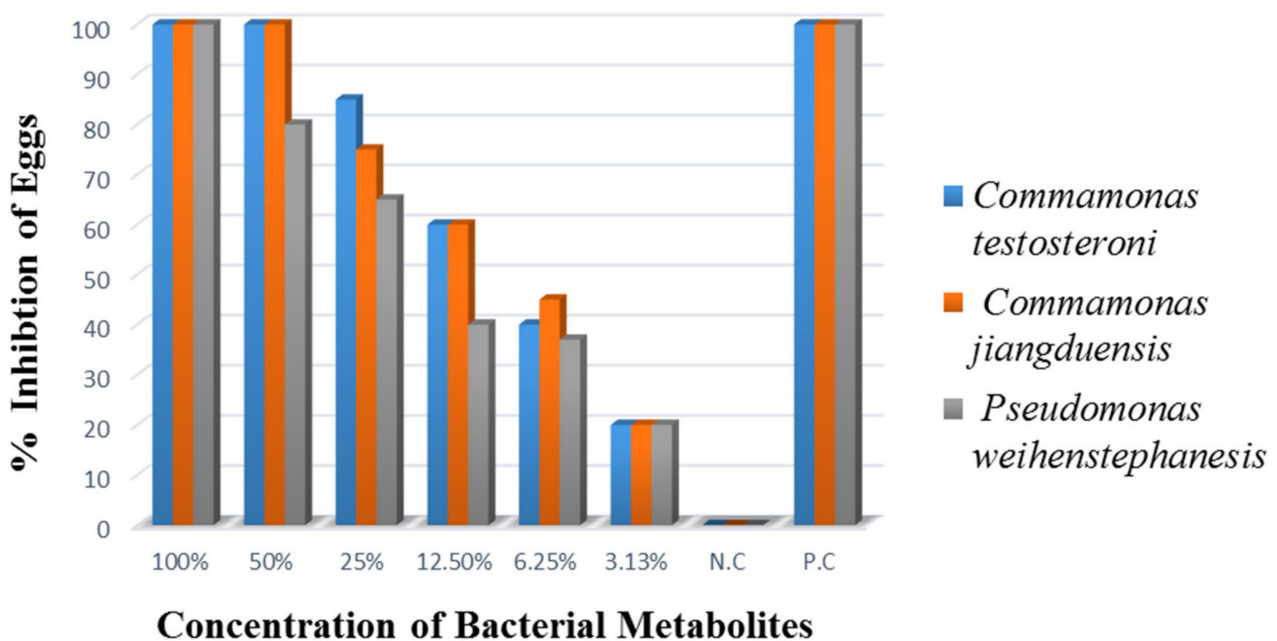 % Inhibtion of Eggs
100
90
80
70
60
50
40
30
20
10
0
100% 50% 25% 12.50% 6.25% 3.13% N.C P.C
Concentration of Bacterial Metabolites
Commamonas
testosteroni
Commamonas
jiangduensis
Pseudomonas
weihenstephanesis